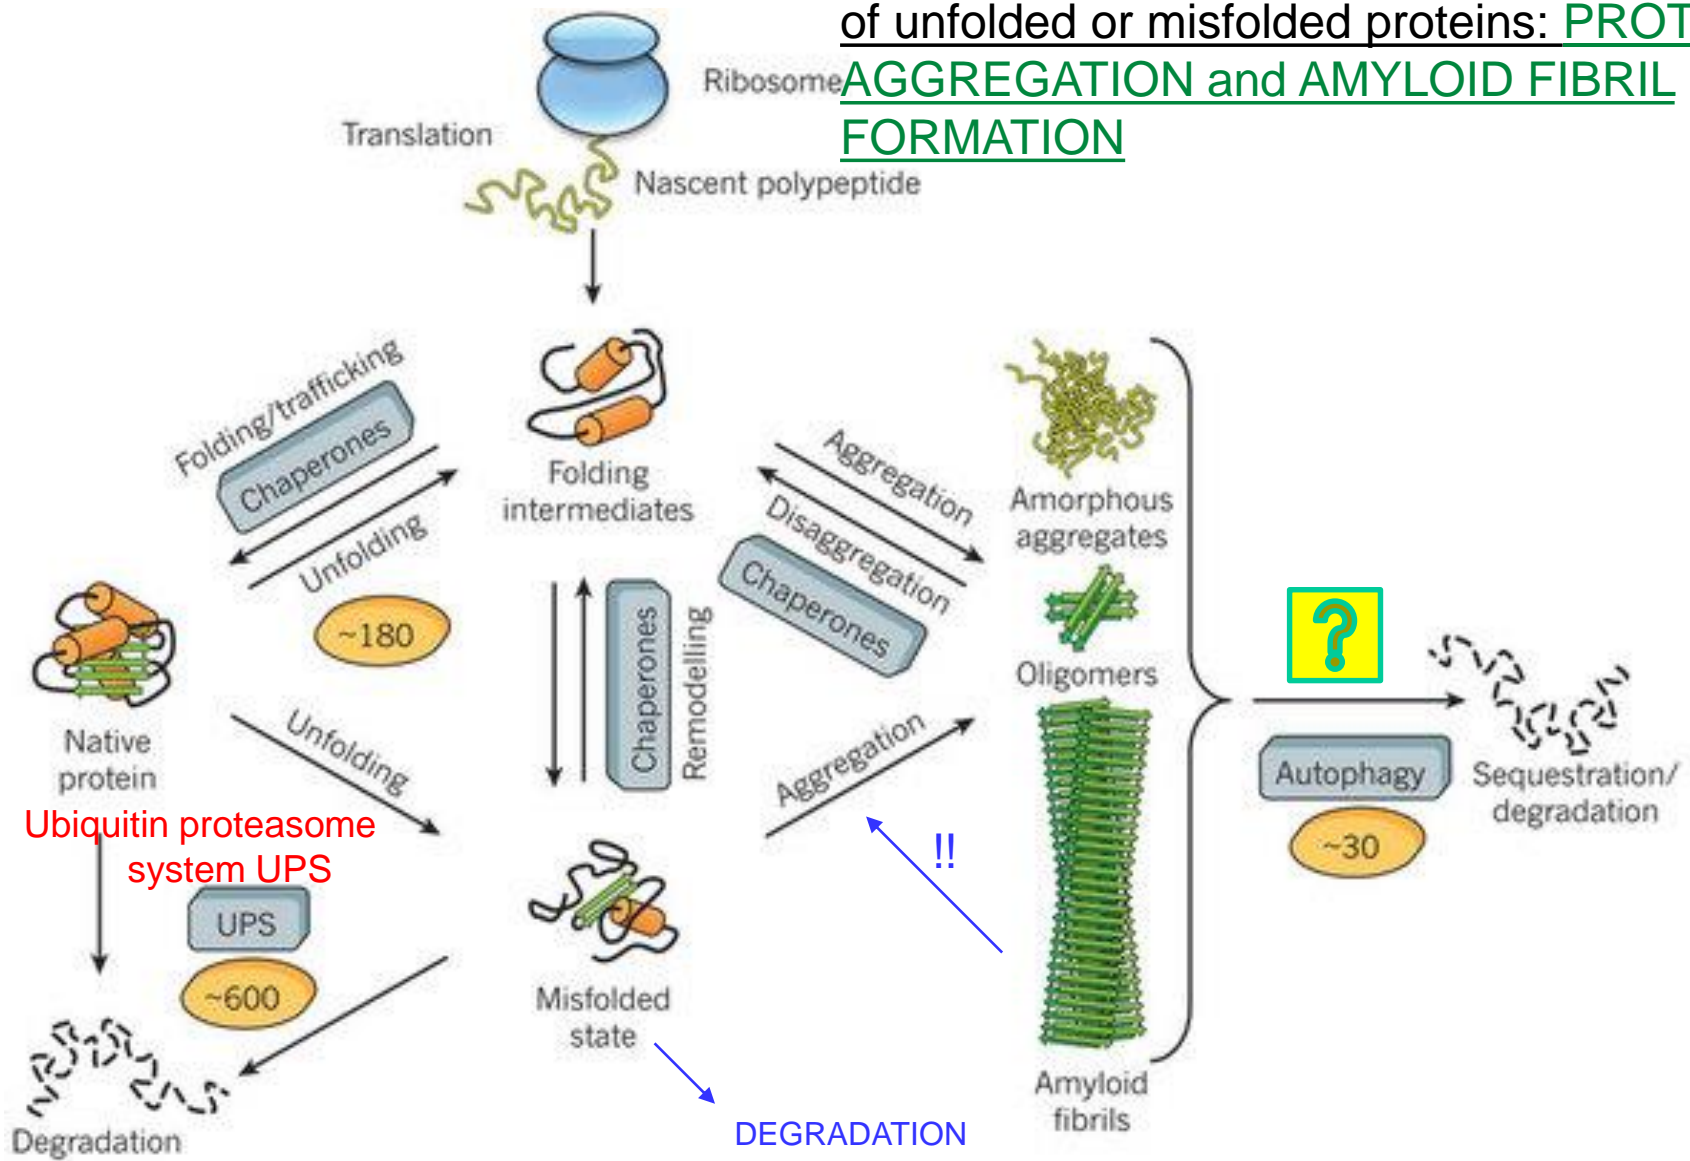 of unfolded or misfolded proteins: PROT
AGGREGATION and AMYLOID FIBRIL
FORMATION
Ribosome
Translation
Nascent polypeptide
Folding/trafficking
Chaperones
Unfolding
~180
Folding
intermediates
Aggregation
Disaggregation
Chaperones
Amorphous
aggregates
Oligomers
Chaperones
Remodelling
Native
protein
Unfolding
Aggregation
?
Autophagy
~30
Sequestration/
degradation
Ubiquitin proteasome
system UPS
UPS
~600
!!
Misfolded
state
Amyloid
fibrils
Degradation
DEGRADATION